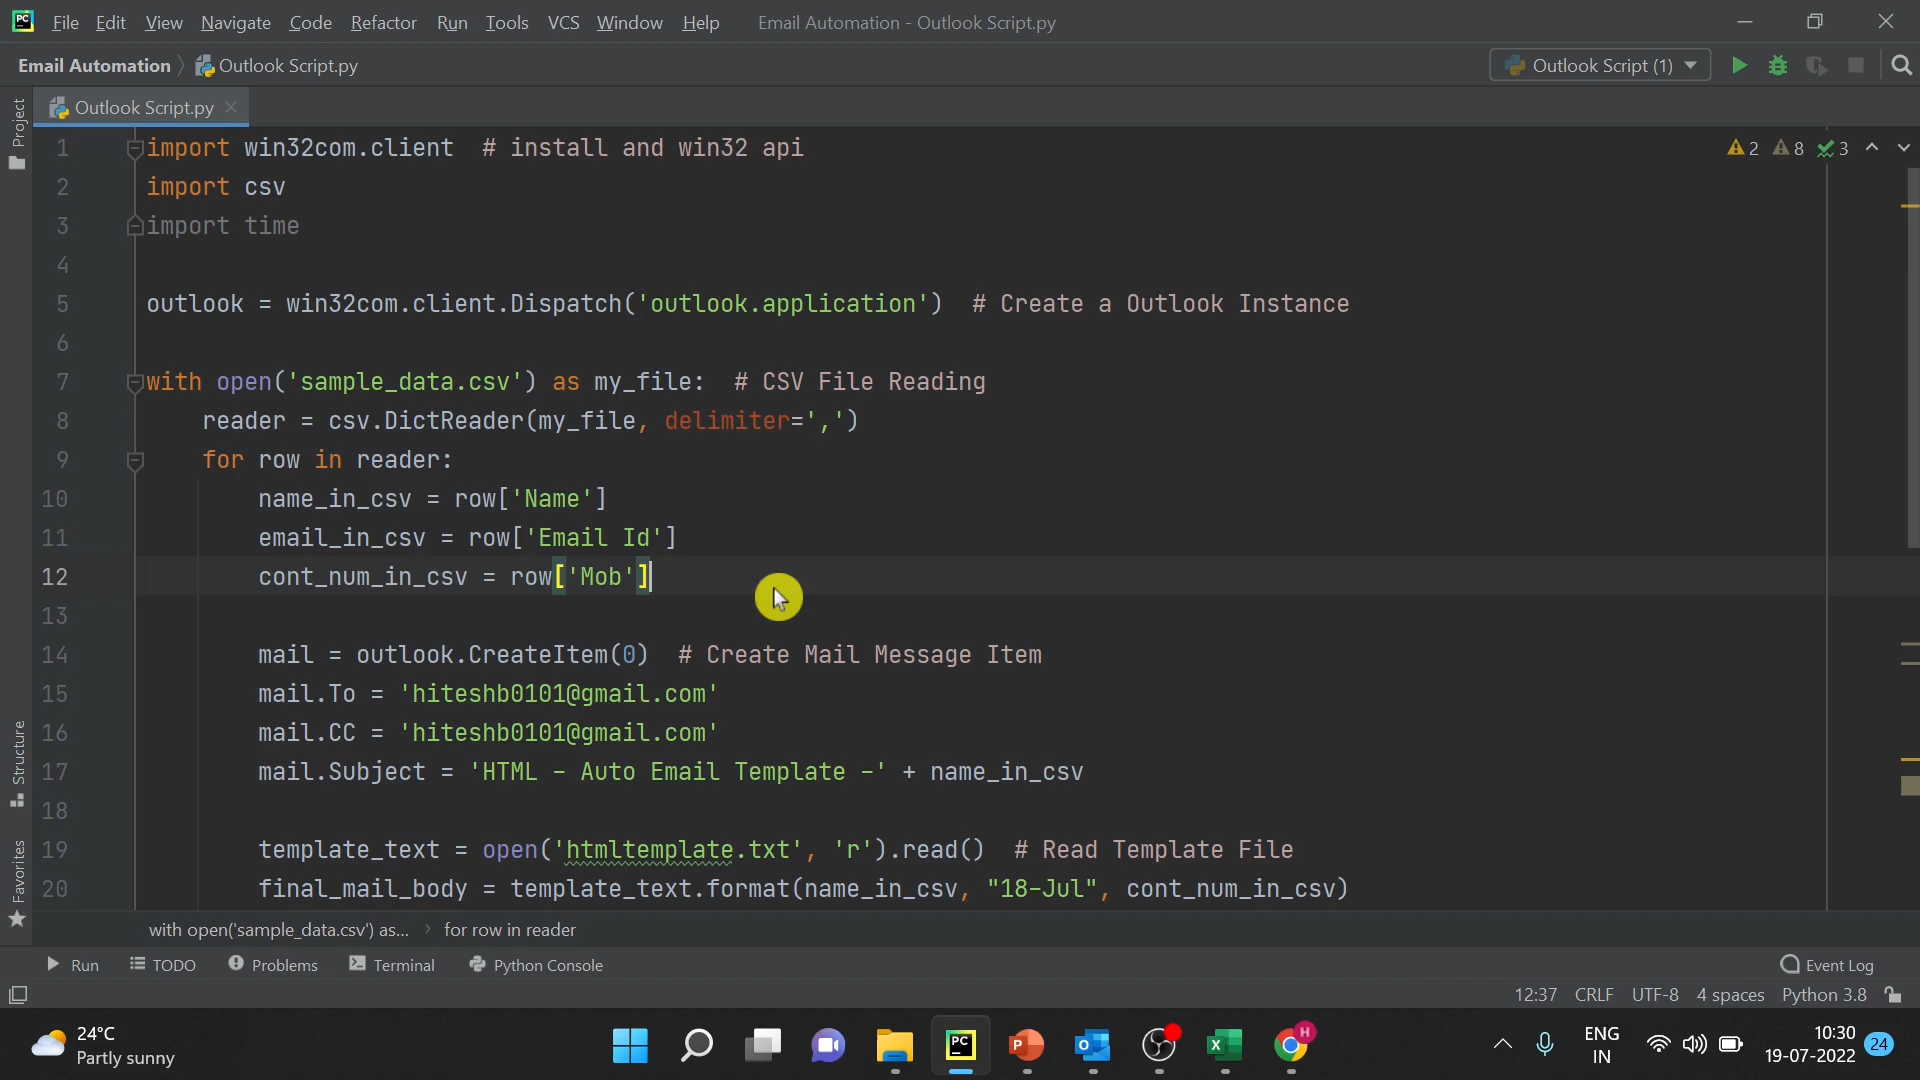 PC File Edit View Navigate Code Refactor Run Tools VCS Window Help Email Automation - Outlook Script.py
Email Automation Outlook Script.py Outlook Script (1)
Project
Outlook Script.py
1 import win32com.client # install and win32 api
2 8 3
2 import csv
3 import time
4
5 outlook = win32com.client.Dispatch('outlook.application') # Create a Outlook Instance
6
7 with open('sample_data.csv') as my_file: # CSV File Reading
8 reader = csv.DictReader(my_file, delimiter=',')
9 for row in reader:
10 name_in_csv = row['Name']
11 email_in_csv = row['Email Id']
12 cont_num_in_csv = row['Mob']
13
14 mail = outlook.CreateItem(0) # Create Mail Message Item
15 mail.To = 'hiteshb0101@gmail.com'
16 mail.CC = 'hiteshb0101@gmail.com'
17 mail.Subject = 'HTML - Auto Email Template -' + name_in_csv
18
19 template_text = open('htmltemplate.txt', 'r').read() # Read Template File
20 final_mail_body = template_text.format(name_in_csv, "18-Jul", cont_num_in_csv)
Structure
Favorites
with open('sample_data.csv') as... › for row in reader
Run TODO Problems Terminal Python Console Event Log
12:37 CRLF UTF-8 4 spaces Python 3.8
24°C
Partly sunny
PC P O X H
ENG
IN
10:30
19-07-2022 24